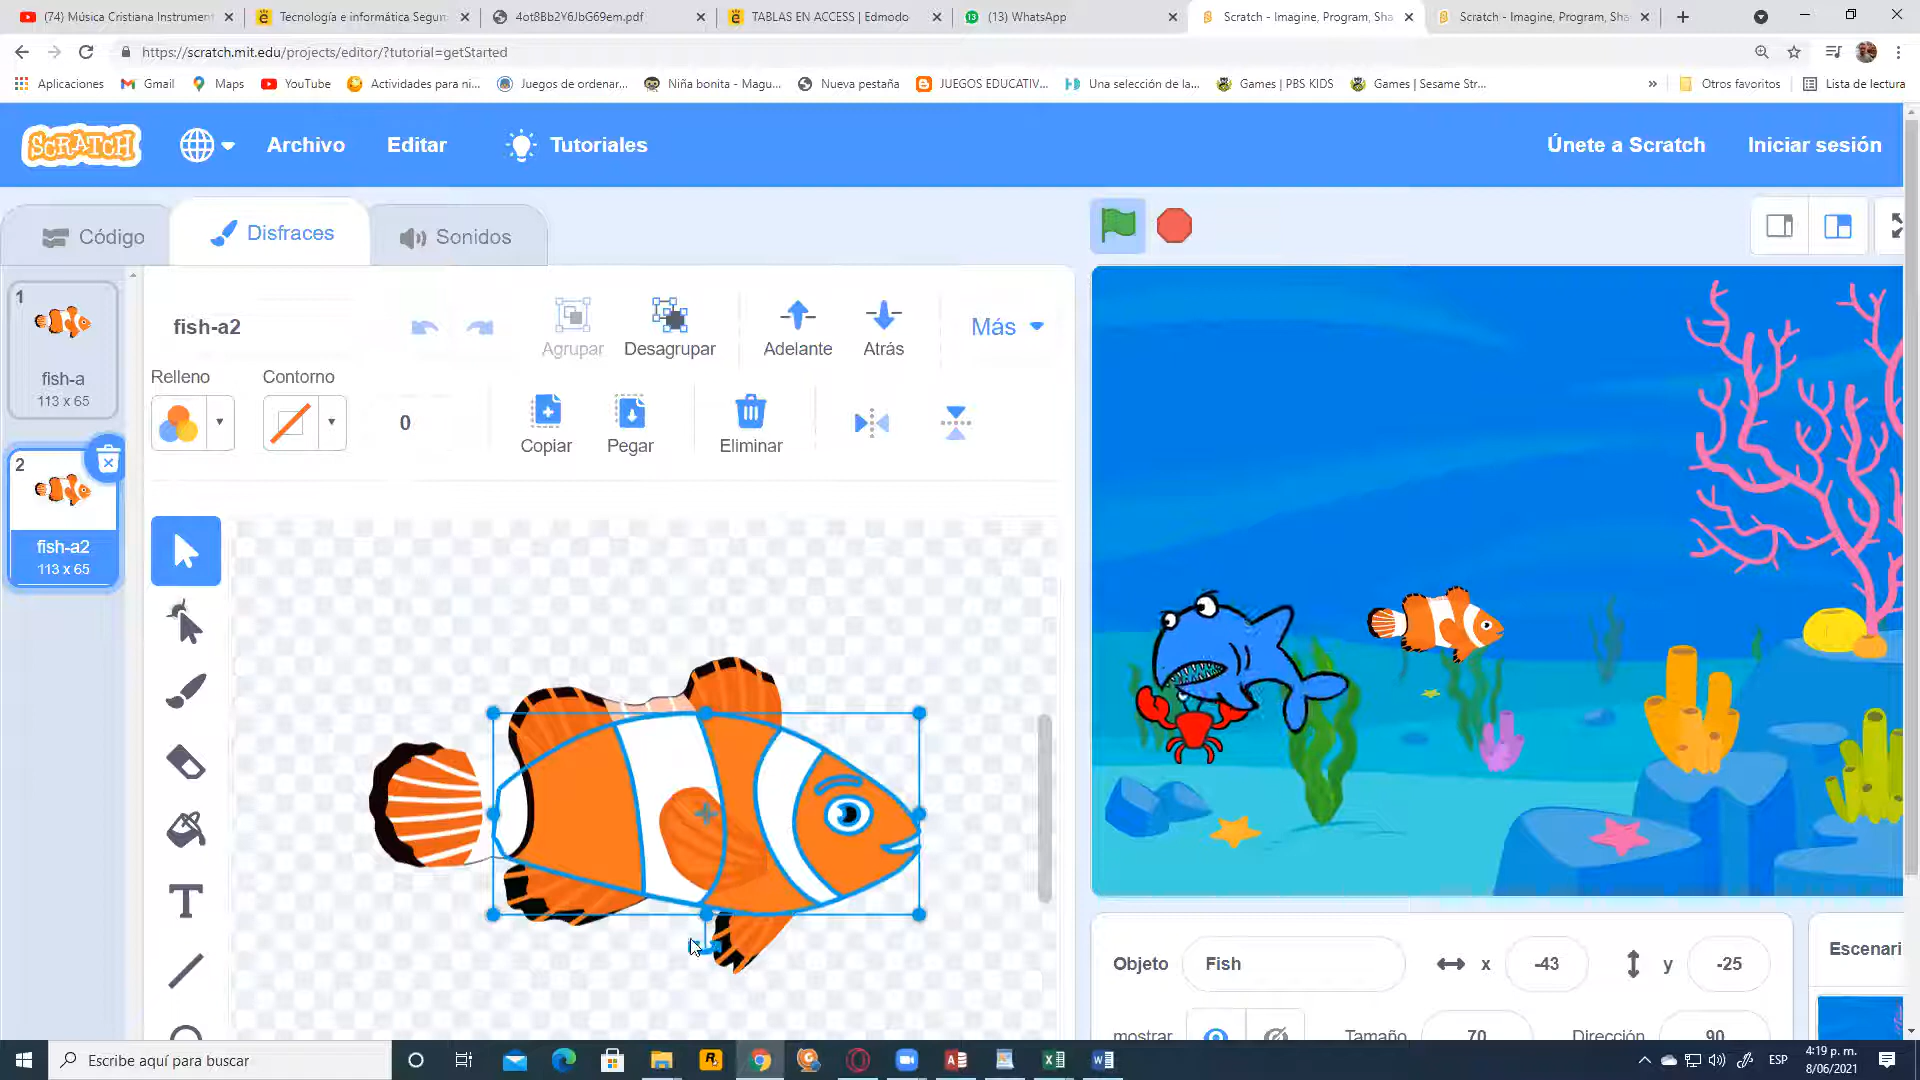 (74) Música Cristiana Instrument
Tecnología e informática Segun
4ot8Bb2Y6JbG69em.pdf
TABLAS EN ACCESS | Edmodo
(13) WhatsApp
Scratch - Imagine, Program, Sha
Scratch - Imagine, Program, Sha
https://scratch.mit.edu/projects/editor/?tutorial=getStarted
Aplicaciones
Gmail
Maps
YouTube
Actividades para ni...
Juegos de ordenar...
Niña bonita - Magu...
Nueva pestaña
JUEGOS EDUCATIV...
Una selección de la...
Games | PBS KIDS
Games | Sesame Str...
»
Otros favoritos
Lista de lectura
SCRATCH
Archivo
Editar
Tutoriales
Únete a Scratch
Iniciar sesión
Código
Disfraces
Sonidos
1
fish-a
113 x 65
2
fish-a2
113 x 65
fish-a2
Agrupar
Desagrupar
Adelante
Atrás
Más
Relleno
Contorno
0
Copiar
Pegar
Eliminar
T
Objeto
Fish
x
-43
y
-25
Escenari
mostrar
Tamaño
70
Dirección
90
Escribe aquí para buscar
ESP
4:19 p. m.
8/06/2021